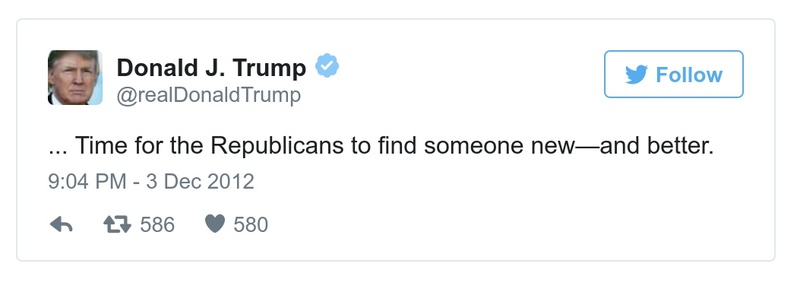 Donald J. Trump
@realDonaldTrump
Follow
... Time for the Republicans to find someone new—and better.
9:04 PM - 3 Dec 2012
586 580